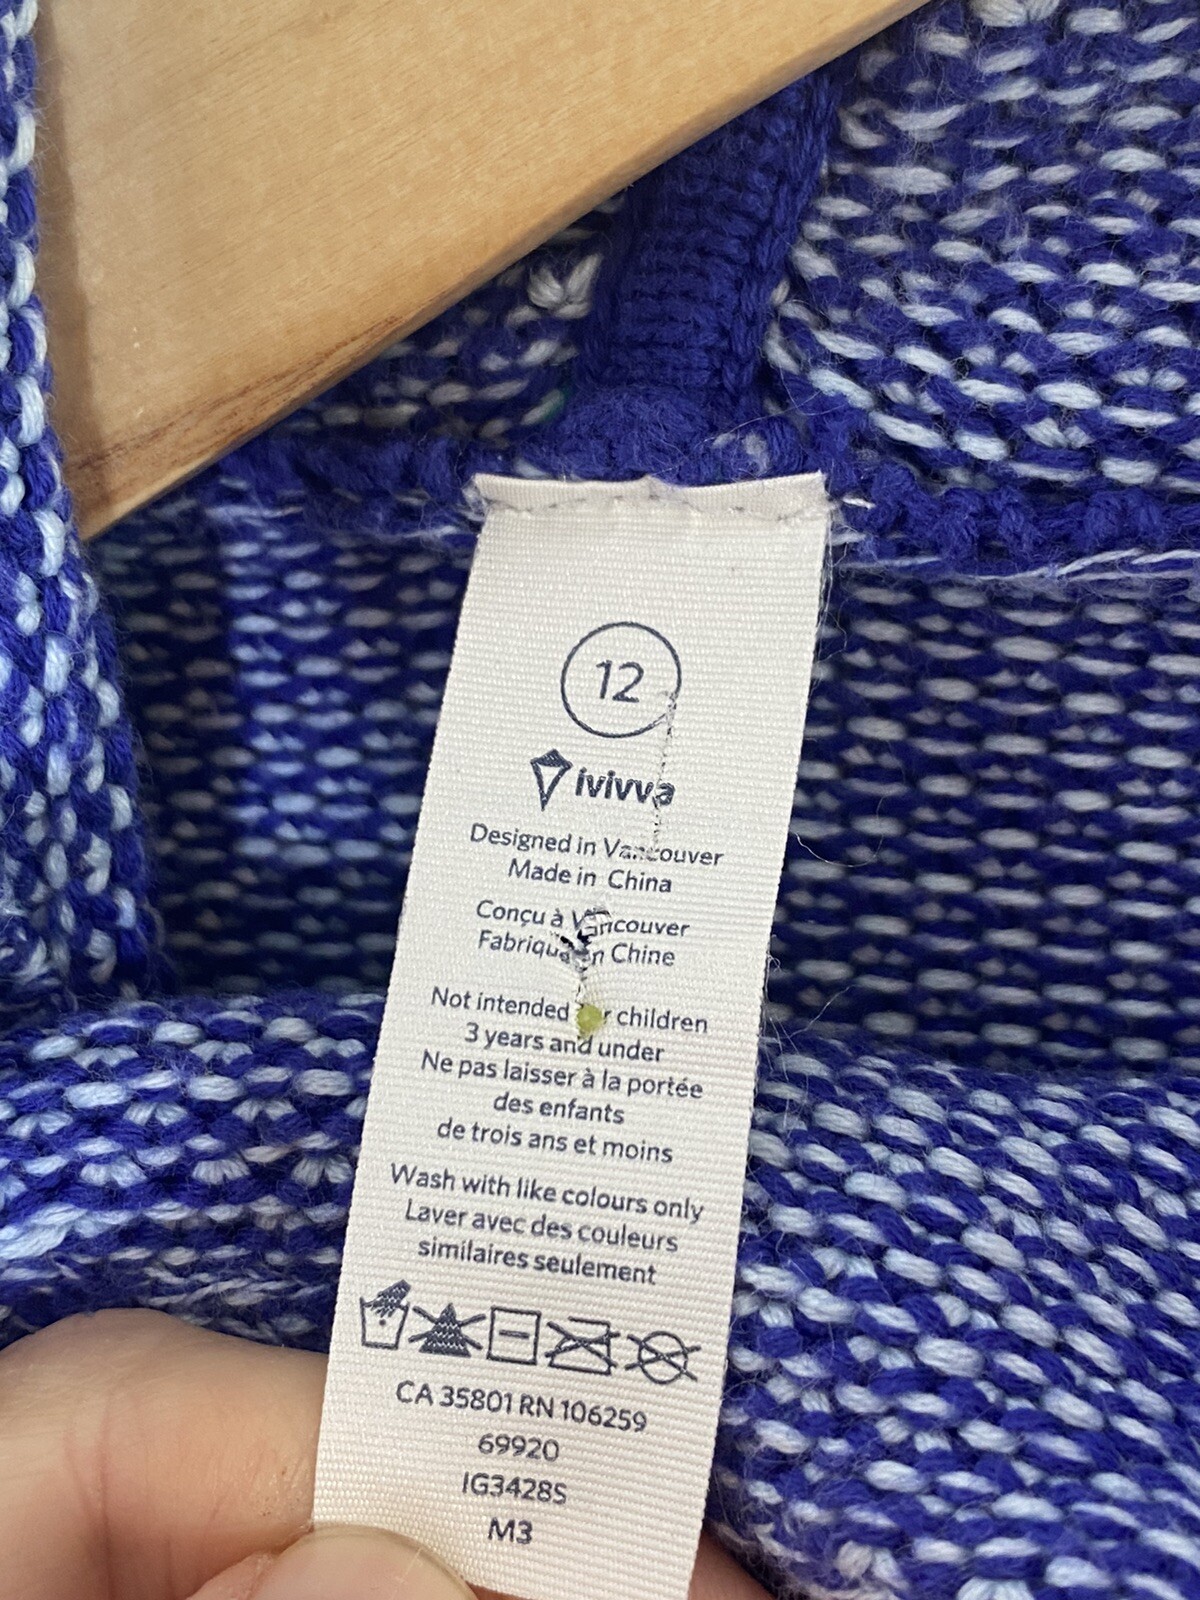 12
ivivva
Designed in Vancouver
Made in China
Conçu à Vancouver
Fabriqué en Chine
Not intended for children
3 years and under
Ne pas laisser à la portée
des enfants
de trois ans et moins
Wash with like colours only
Laver avec des couleurs
similaires seulement
CA 35801 RN 106259
69920
IG3428S
M3